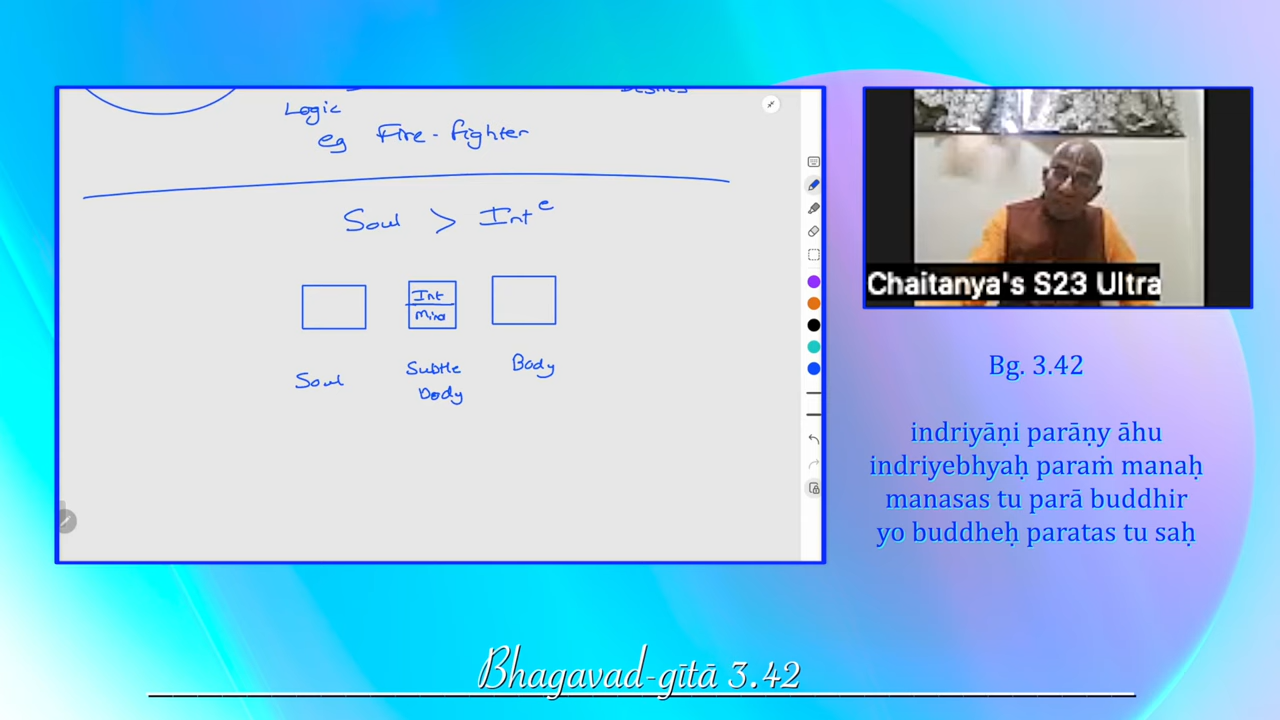 Logic
eg Fire - fighter
Soul > Int e
Int
Mind
Soul
Subtle
body
Body
Chaitanya's S23 Ultra
Bg. 3.42
indriyāṇi parāṇy āhu
indriyebhyaḥ paraṁ manaḥ
manasas tu parā buddhir
yo buddheḥ paratas tu saḥ
Bhagavad-gītā 3.42